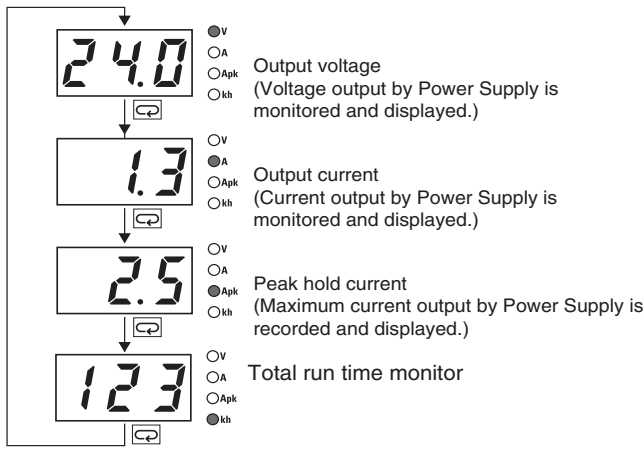 24.0
V
A
Apk
kh
Output voltage
(Voltage output by Power Supply is
monitored and displayed.)
1.3
V
A
Apk
kh
Output current
(Current output by Power Supply is
monitored and displayed.)
2.5
V
A
Apk
kh
Peak hold current
(Maximum current output by Power Supply is
recorded and displayed.)
123
V
A
Apk
kh
Total run time monitor